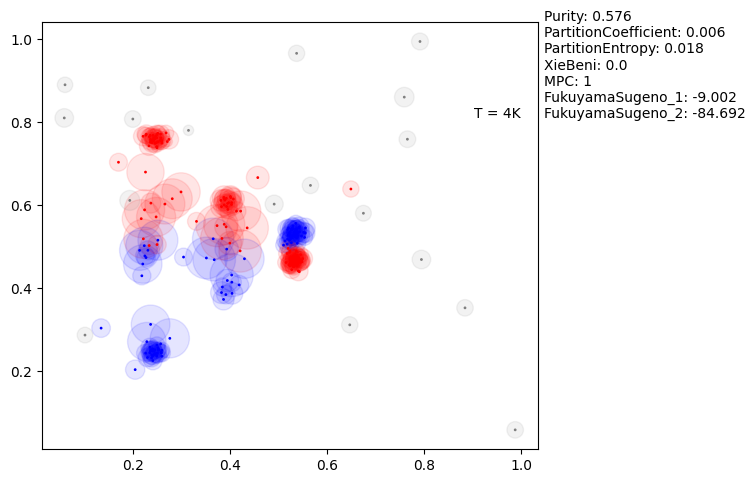 Purity: 0.576
PartitionCoefficient: 0.006
PartitionEntropy: 0.018
XieBeni: 0.0
MPC: 1
FukuyamaSugeno_1: -9.002
FukuyamaSugeno_2: -84.692
T = 4K
1.0
0.8
0.6
0.4
0.2
0.2
0.4
0.6
0.8
1.0